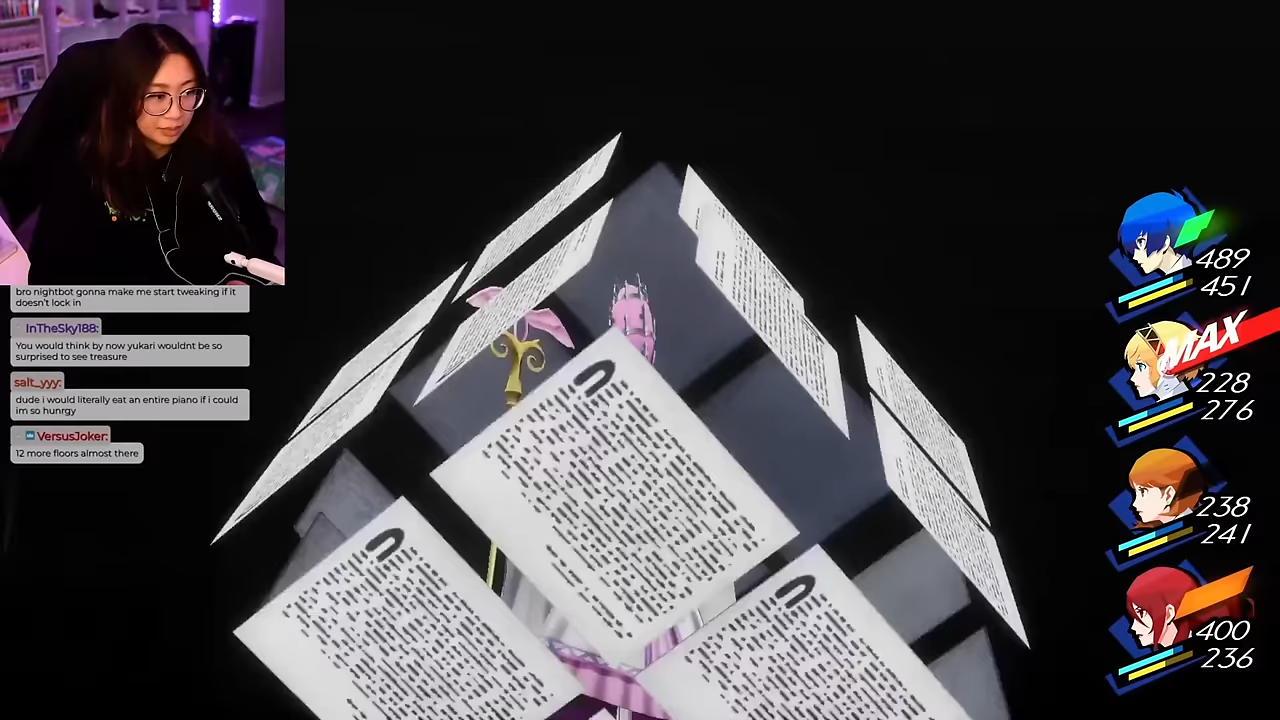 bro nightbot gonna make me start tweaking if it
doesn't lock in
InTheSky188:
You would think by now yukari wouldnt be so
surprised to see treasure
salt_yyy:
dude i would literally eat an entire piano if i could
im so hunrgy
VersusJoker:
12 more floors almost there
489
451
MAX
228
276
238
241
400
236